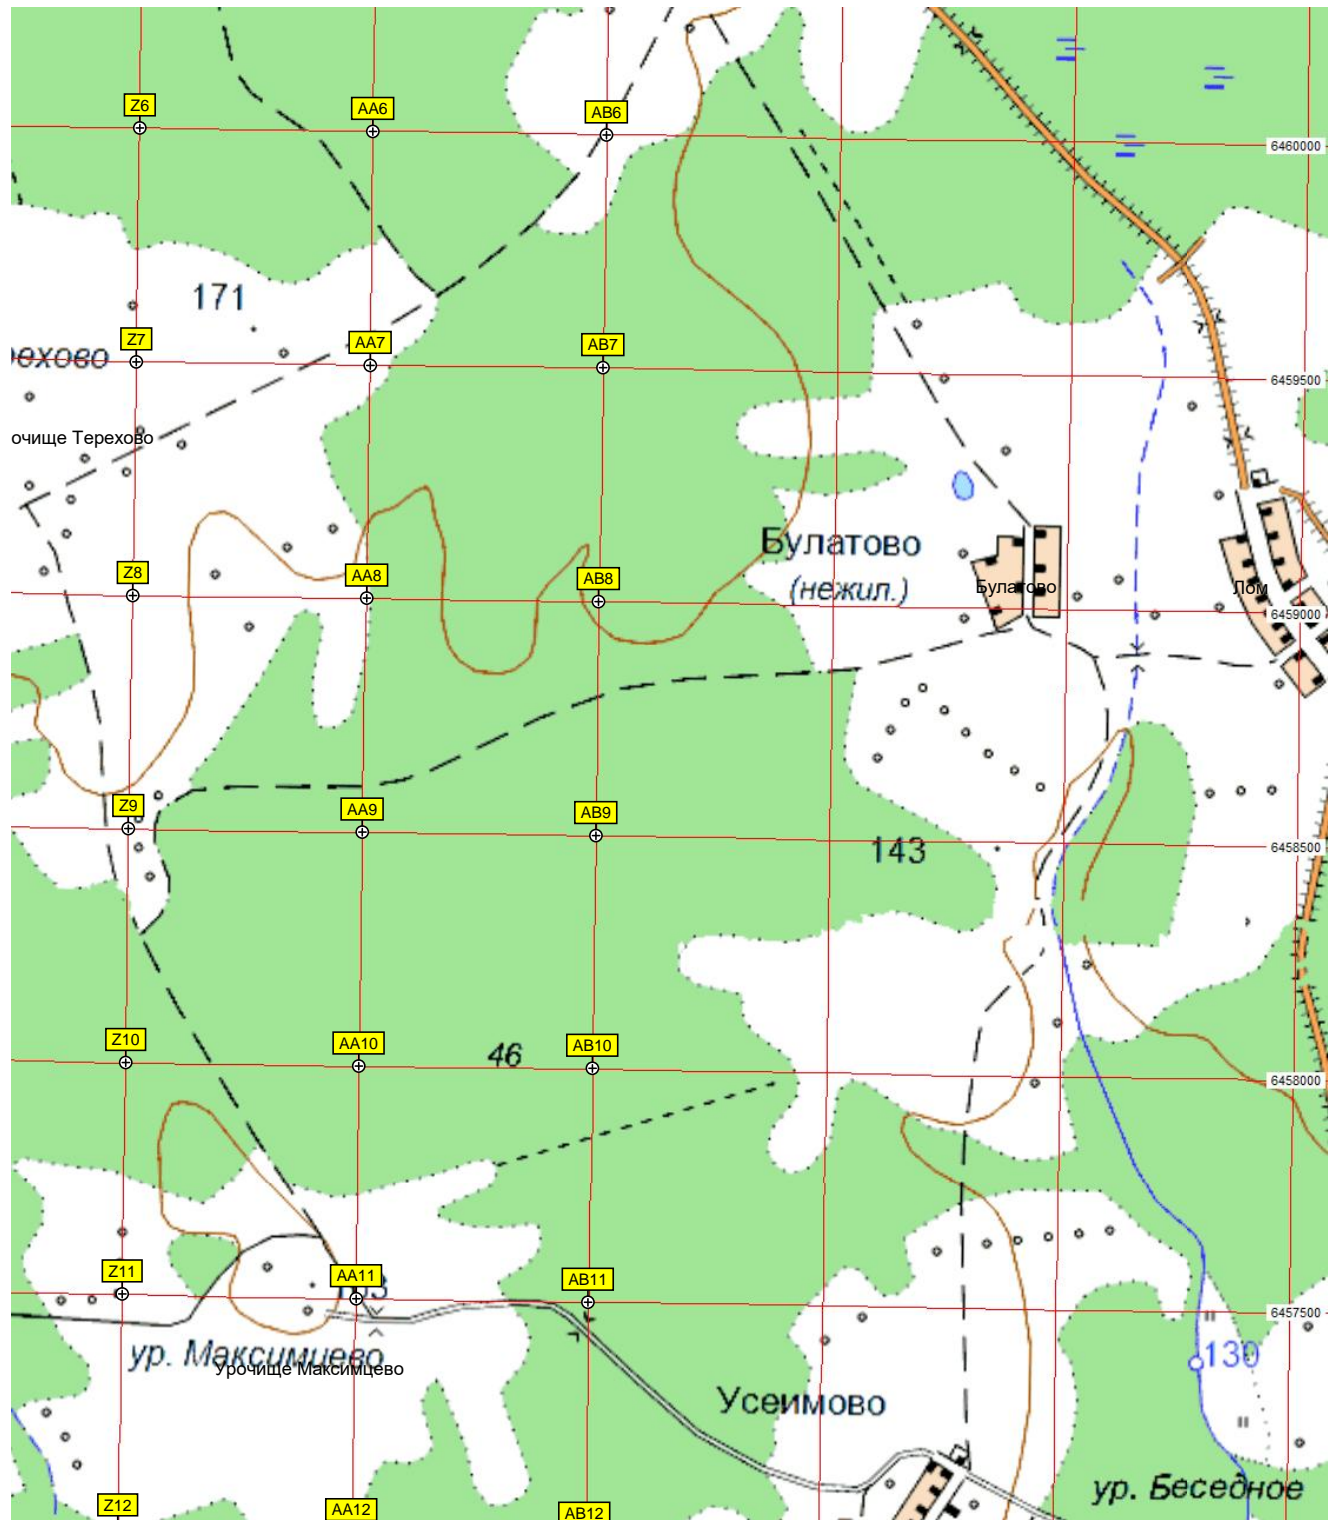 Z6
AA6
AB6
6460000
171
Z7
AA7
AB7
ехово
6459500
очище Терехово
Булатово
(нежил.)
Z8
AA8
AB8
Булатово
Лом
6459000
Z9
AA9
AB9
143
6458500
Z10
AA10
46
AB10
6458000
Z11
AA11
AB11
6457500
ур. Максимцево
Урочище Максимцево
130
Усеимово
ур. Беседное
Z12
AA12
AB12